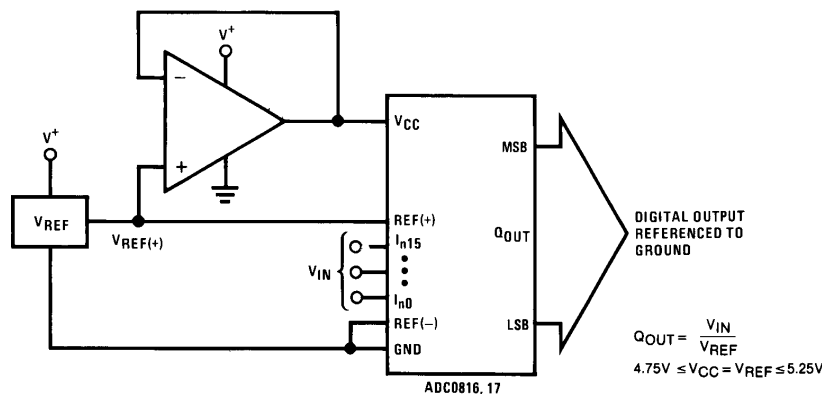 V+
−
V+
VCC
MSB
+
VREF
VREF(+)
REF(+)
In15
QOUT
DIGITAL OUTPUT
REFERENCED TO
GROUND
VIN
In0
REF(−)
LSB
GND
QOUT = VIN / VREF
4.75V ≤ VCC = VREF ≤ 5.25V
ADC0816, 17